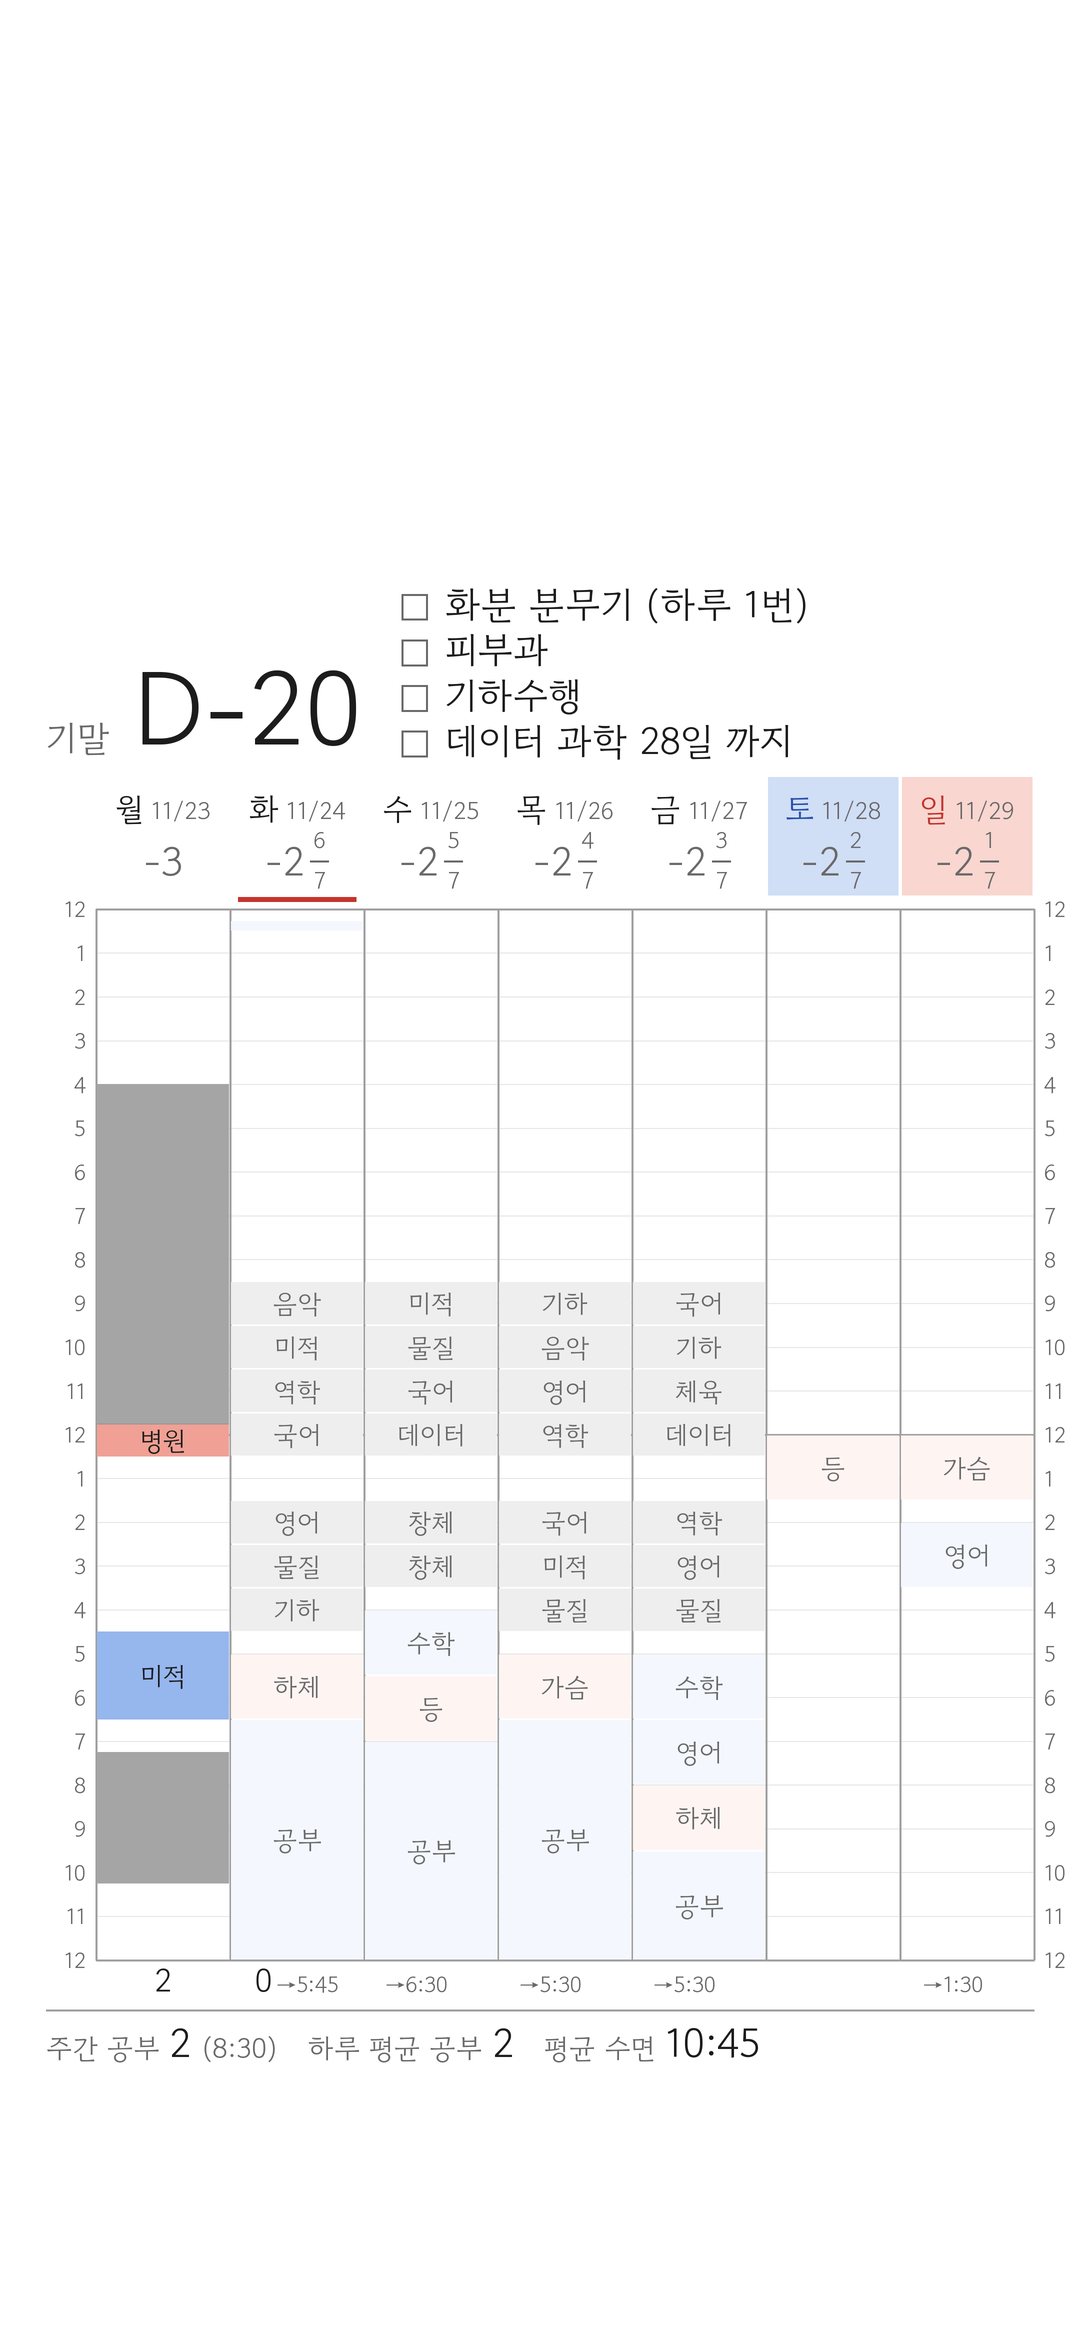 화분 분무기 (하루 1번)
피부과
기하수행
데이터 과학 28일 까지
기말 D-20
월 11/23 화 11/24 수 11/25 목 11/26 금 11/27 토 11/28 일 11/29
-3 -2 6/7 -2 5/7 -2 4/7 -2 3/7 -2 2/7 -2 1/7
12 12
1 1
2 2
3 3
4 4
5 5
6 6
7 7
8 8
9 음악 미적 기하 국어 9
10 미적 물질 음악 기하 10
11 역학 국어 영어 체육 11
12 병원 국어 데이터 역학 데이터 12
1 등 가슴 1
2 영어 창체 국어 역학 2
3 물질 창체 미적 영어 영어 3
4 기하 물질 물질 4
5 수학 5
미적 하체 가슴 수학
6 등 6
7 영어 7
8 하체 8
9 공부 공부 공부 9
10 10
11 공부 11
12 12
2 0 →5:45 →6:30 →5:30 →5:30 →1:30
주간 공부 2 (8:30) 하루 평균 공부 2 평균 수면 10:45